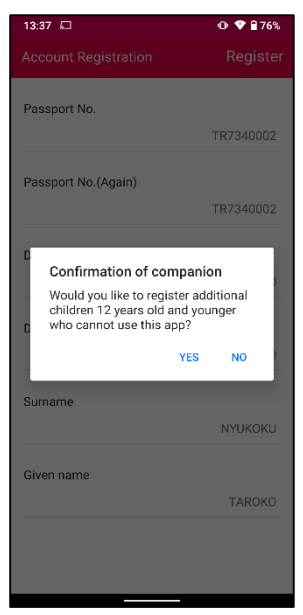 13:37 76%
Account Registration Register
Passport No.
TR7340002
Passport No.(Again)
TR7340002
D
Confirmation of companion
Would you like to register additional
children 12 years old and younger
who cannot use this app?
D
YES NO
Surname
NYUKOKU
Given name
TAROKO